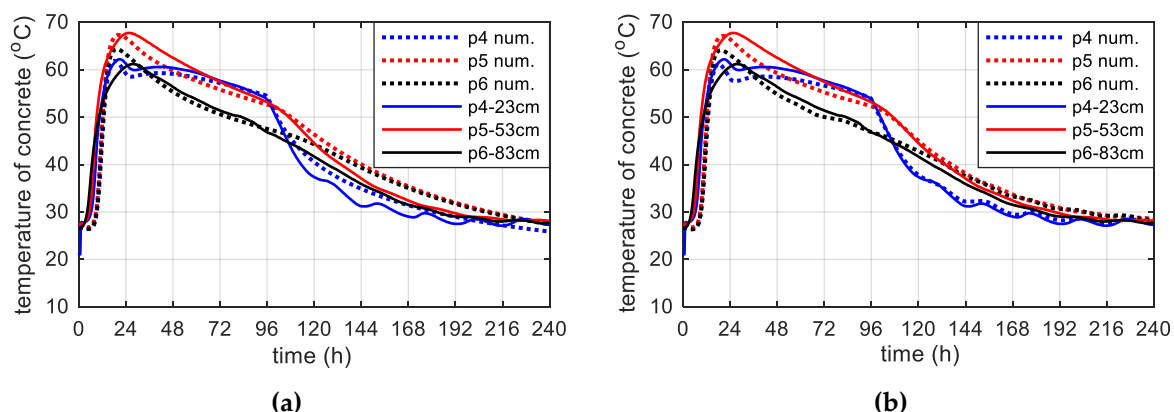 temperature of concrete (°C)
70
60
50
40
30
20
10
0 24 48 72 96 120 144 168 192 216 240
time (h)
p4 num.
p5 num.
p6 num.
p4-23cm
p5-53cm
p6-83cm
(a)
temperature of concrete (°C)
70
60
50
40
30
20
10
0 24 48 72 96 120 144 168 192 216 240
time (h)
p4 num.
p5 num.
p6 num.
p4-23cm
p5-53cm
p6-83cm
(b)